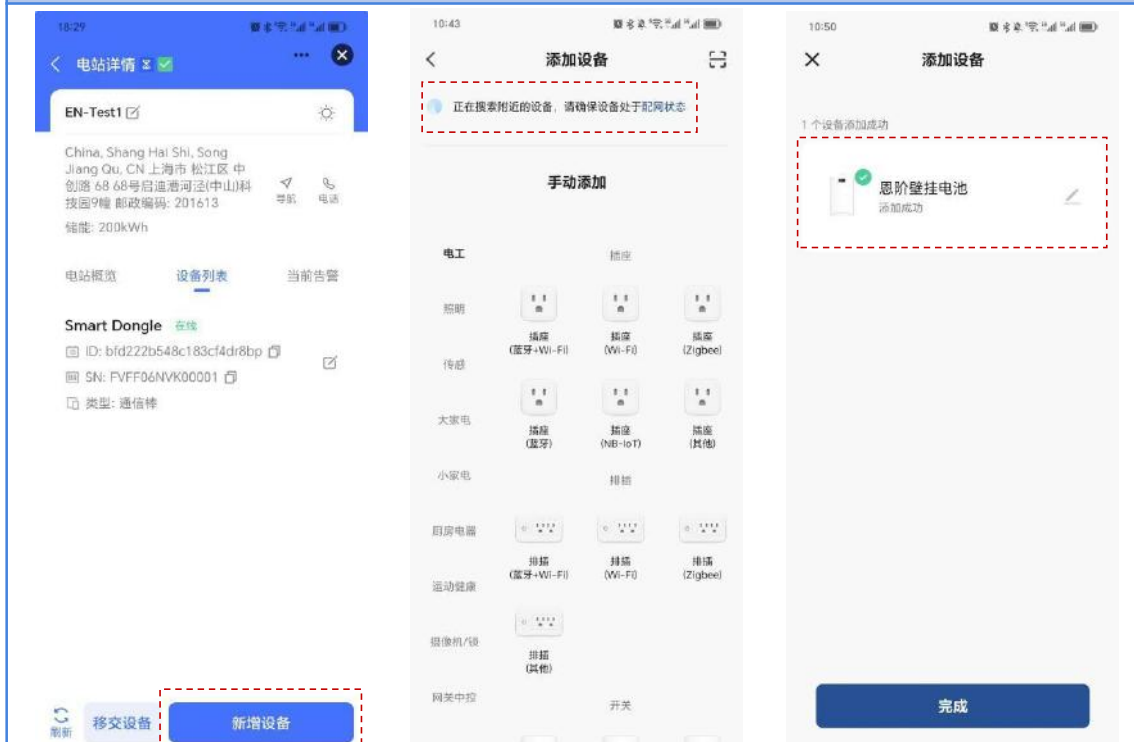 18:29
电站详情
EN-Test1
China, Shang Hai Shi, Song
Jiang Qu, CN 上海市 松江区 中
创路 68 68号启迪漕河泾(中山)科
技园9幢 邮政编码: 201613
导航
电话
储能: 200kWh
电站概览
设备列表
当前告警
Smart Dongle 在线
ID: bfd222b548c183cf4dr8bp
SN: FVFF06NVK00001
类型: 通信棒
刷新
移交设备
新增设备
10:43
添加设备
正在搜索附近的设备，请确保设备处于配网状态
手动添加
电工
照明
传感
大家电
小家电
厨房电器
运动健康
摄像机/锁
网关中控
插座
插座
(蓝牙+Wi-Fi)
插座
(Wi-Fi)
插座
(Zigbee)
插座
(蓝牙)
插座
(NB-IoT)
插座
(其他)
排插
排插
(蓝牙+Wi-Fi)
排插
(Wi-Fi)
排插
(Zigbee)
排插
(其他)
开关
10:50
添加设备
1 个设备添加成功
恩阶壁挂电池
添加成功
完成